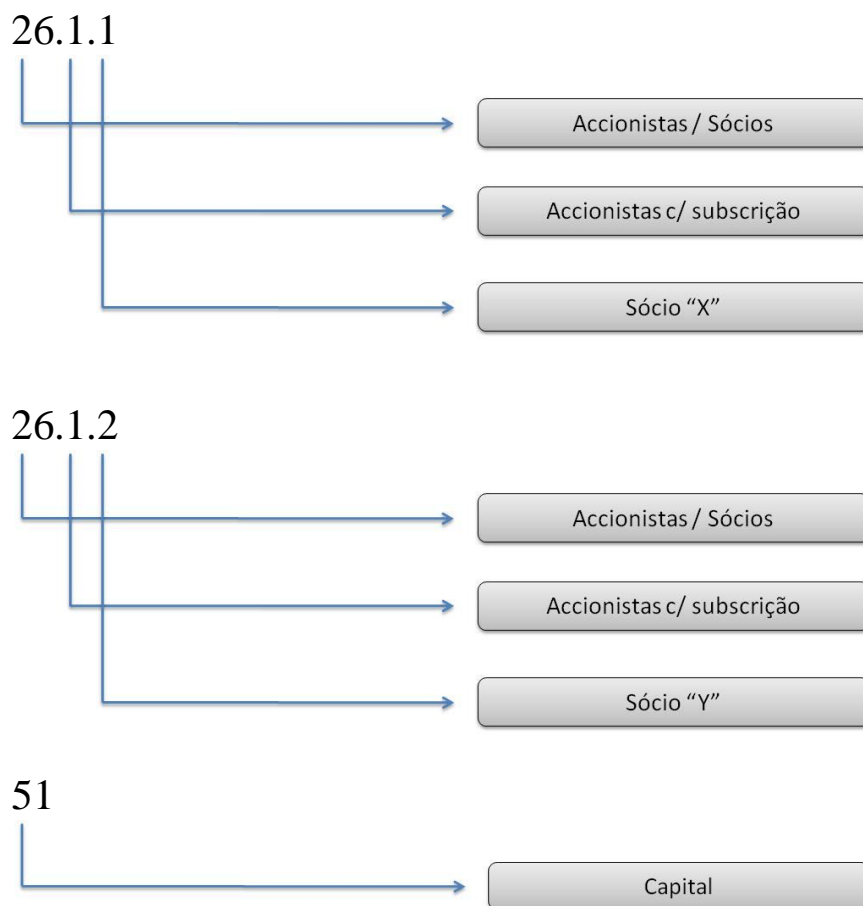 26.1.1
Accionistas / Sócios
Accionistas c/ subscrição
Sócio “X”
26.1.2
Accionistas / Sócios
Accionistas c/ subscrição
Sócio “Y”
51
Capital